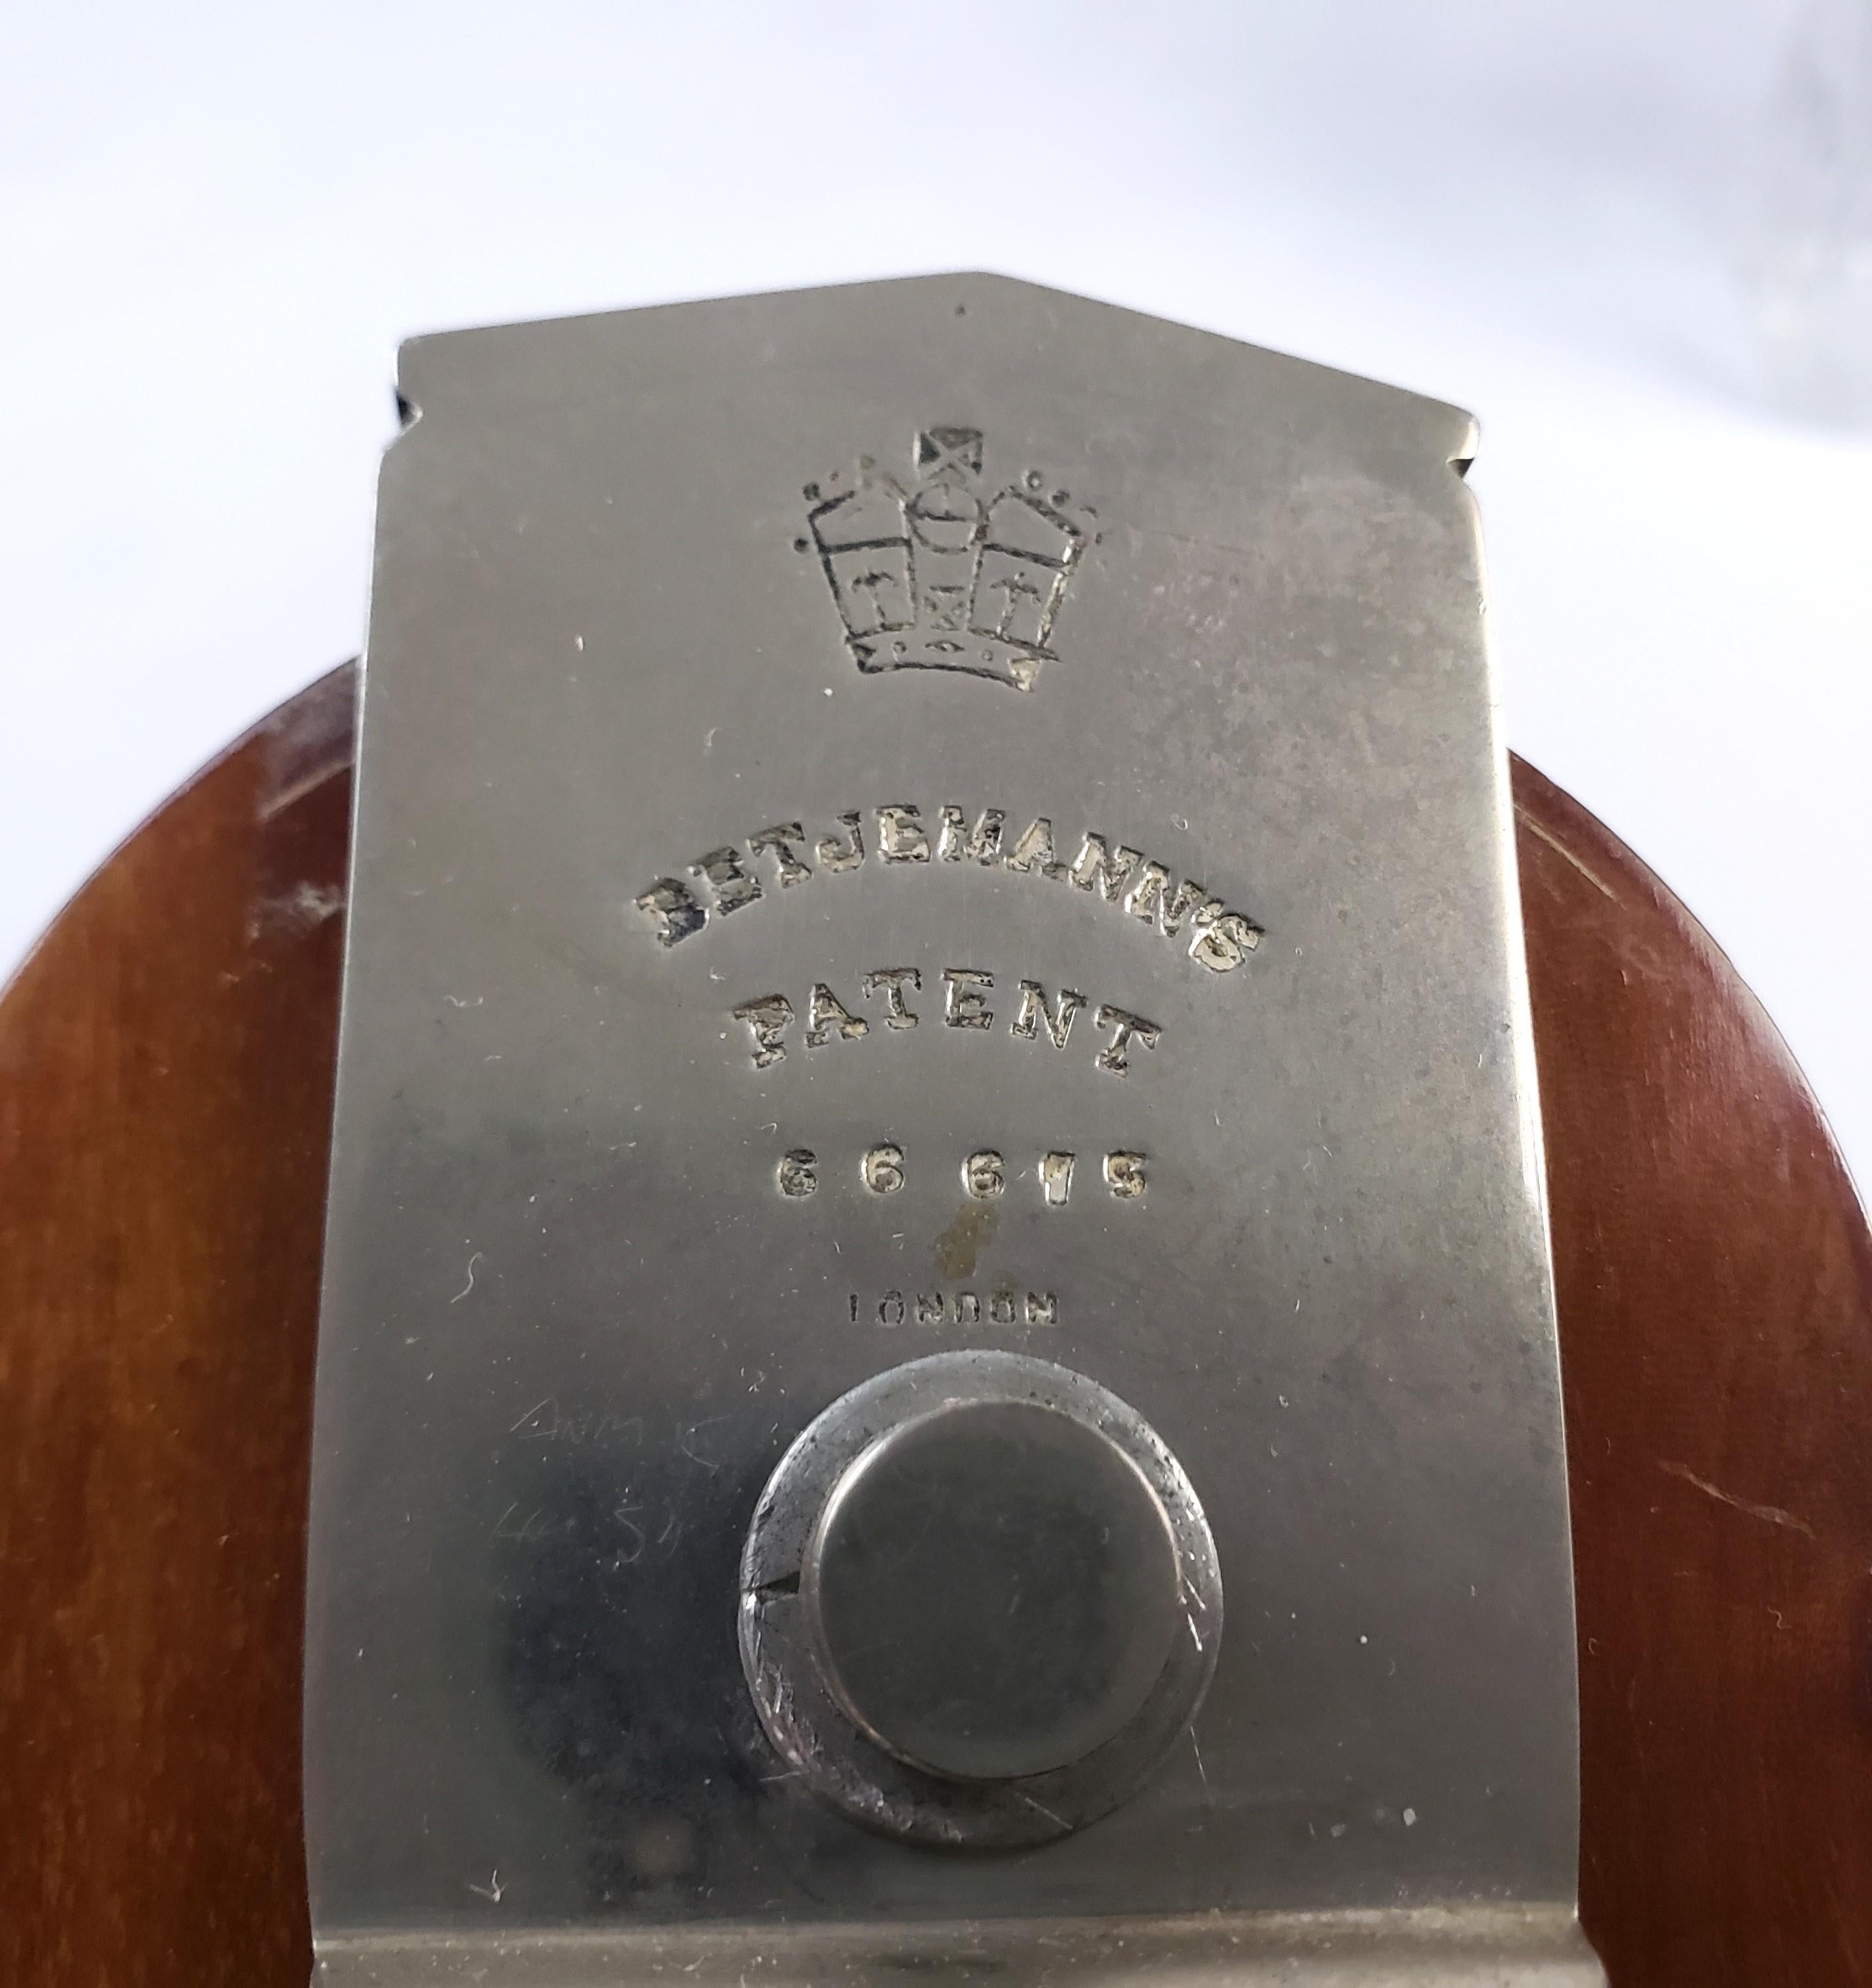 BETJEMANN'S
PATENT
66615
LONDON